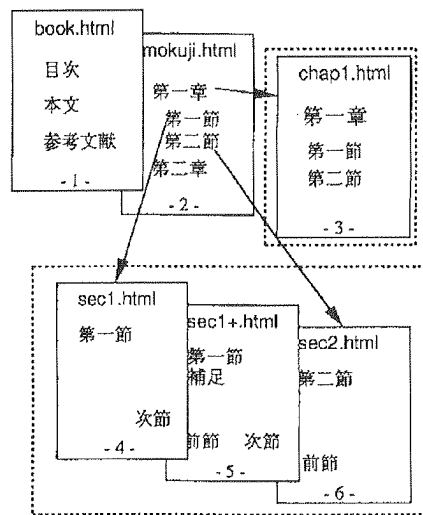 book.html
目次
本文
参考文献
- 1 -
mokuji.html
第一章
第一節
第二節
第二章
- 2 -
chap1.html
第一章
第一節
第二節
- 3 -
sec1.html
第一節
次節
- 4 -
sec1+.html
第一節
補足
前節 次節
- 5 -
sec2.html
第二節
前節
- 6 -